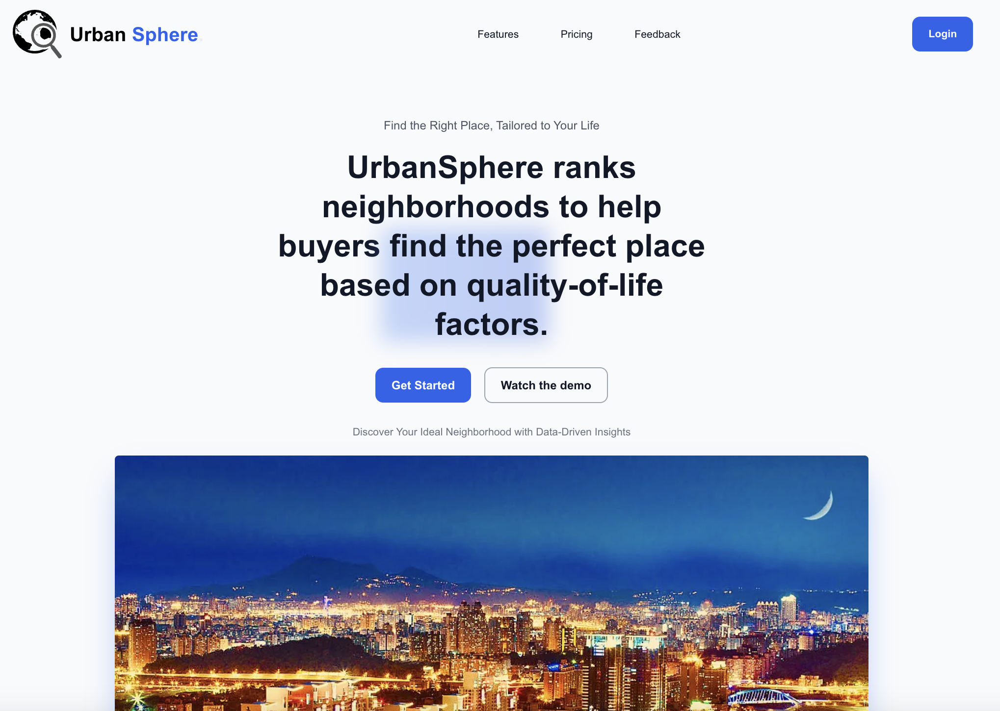 Urban Sphere.
Features
Pricing
Feedback
Login
Find the Right Place, Tailored to Your Life
UrbanSphere ranks
neighborhoods to help
buyers find the perfect place
based on quality-of-life
factors.
Get Started
Watch the demo
Discover Your Ideal Neighborhood with Data-Driven Insights